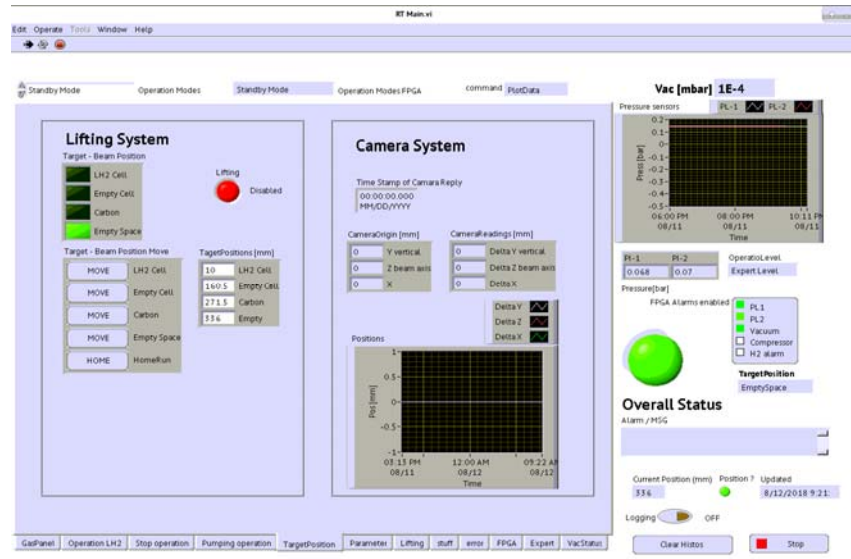 RT Main.vi
Edit Operate Tools Window Help
Standby Mode Operation Modes Standby Mode Operation Modes FPGA command PlotData Vac [mbar] 1E-4
Pressure sensors PL-1 PL-2
0.2
0.1
0
-0.1
-0.2
-0.3
-0.4
-0.5
Press [bar]
06:00 PM 08:00 PM 10:11 PM
08/11 08/11 08/11
Time
Lifting System
Target - Beam Position
LH2 Cell
Empty Cell
Carbon
Empty Space
Lifting
Disabled
Target - Beam Position Move
MOVE LH2 Cell
MOVE Empty Cell
MOVE Carbon
MOVE Empty Space
HOME HomeRun
TagetPositions [mm]
10 LH2 Cell
160.5 Empty Cell
271.5 Carbon
336 Empty
Camera System
Time Stamp of Camara Reply
00:00:00.000
MM/DD/YYYY
CameraOrigin [mm]
0 Y vertical
0 Z beam axis
0 X
CameraReadings [mm]
0 Delta Y vertical
0 Delta Z beam axis
0 Delta X
Delta Y
Delta Z
Delta X
Positions
1
0.5
0
-0.5
-1
Pos [mm]
03:13 PM 12:00 AM 09:22 AM
08/11 08/12 08/12
Time
PI-1 PI-2 OperatioLevel
0.068 0.07 Expert Level
Pressure[bar]
FPGA Alarms enabled
PL1
PL2
Vacuum
Compressor
H2 alarm
TargetPosition
EmptySpace
Overall Status
Alarm / MSG
Current Position (mm) Position ? Updated
336 8/12/2018 9:21:
Logging OFF
Clear Histos Stop
GasPanel Operation LH2 Stop operation Pumping operation TargetPosition Parameter Lifting stuff error FPGA Expert VacStatus